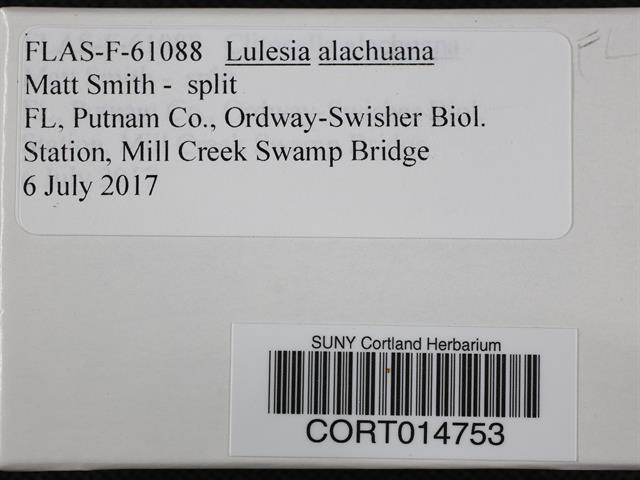 FLAS-F-61088 Lulesia alachuana
FL
Matt Smith - split
FL, Putnam Co., Ordway-Swisher Biol.
Station, Mill Creek Swamp Bridge
6 July 2017
SUNY Cortland Herbarium
CORT014753